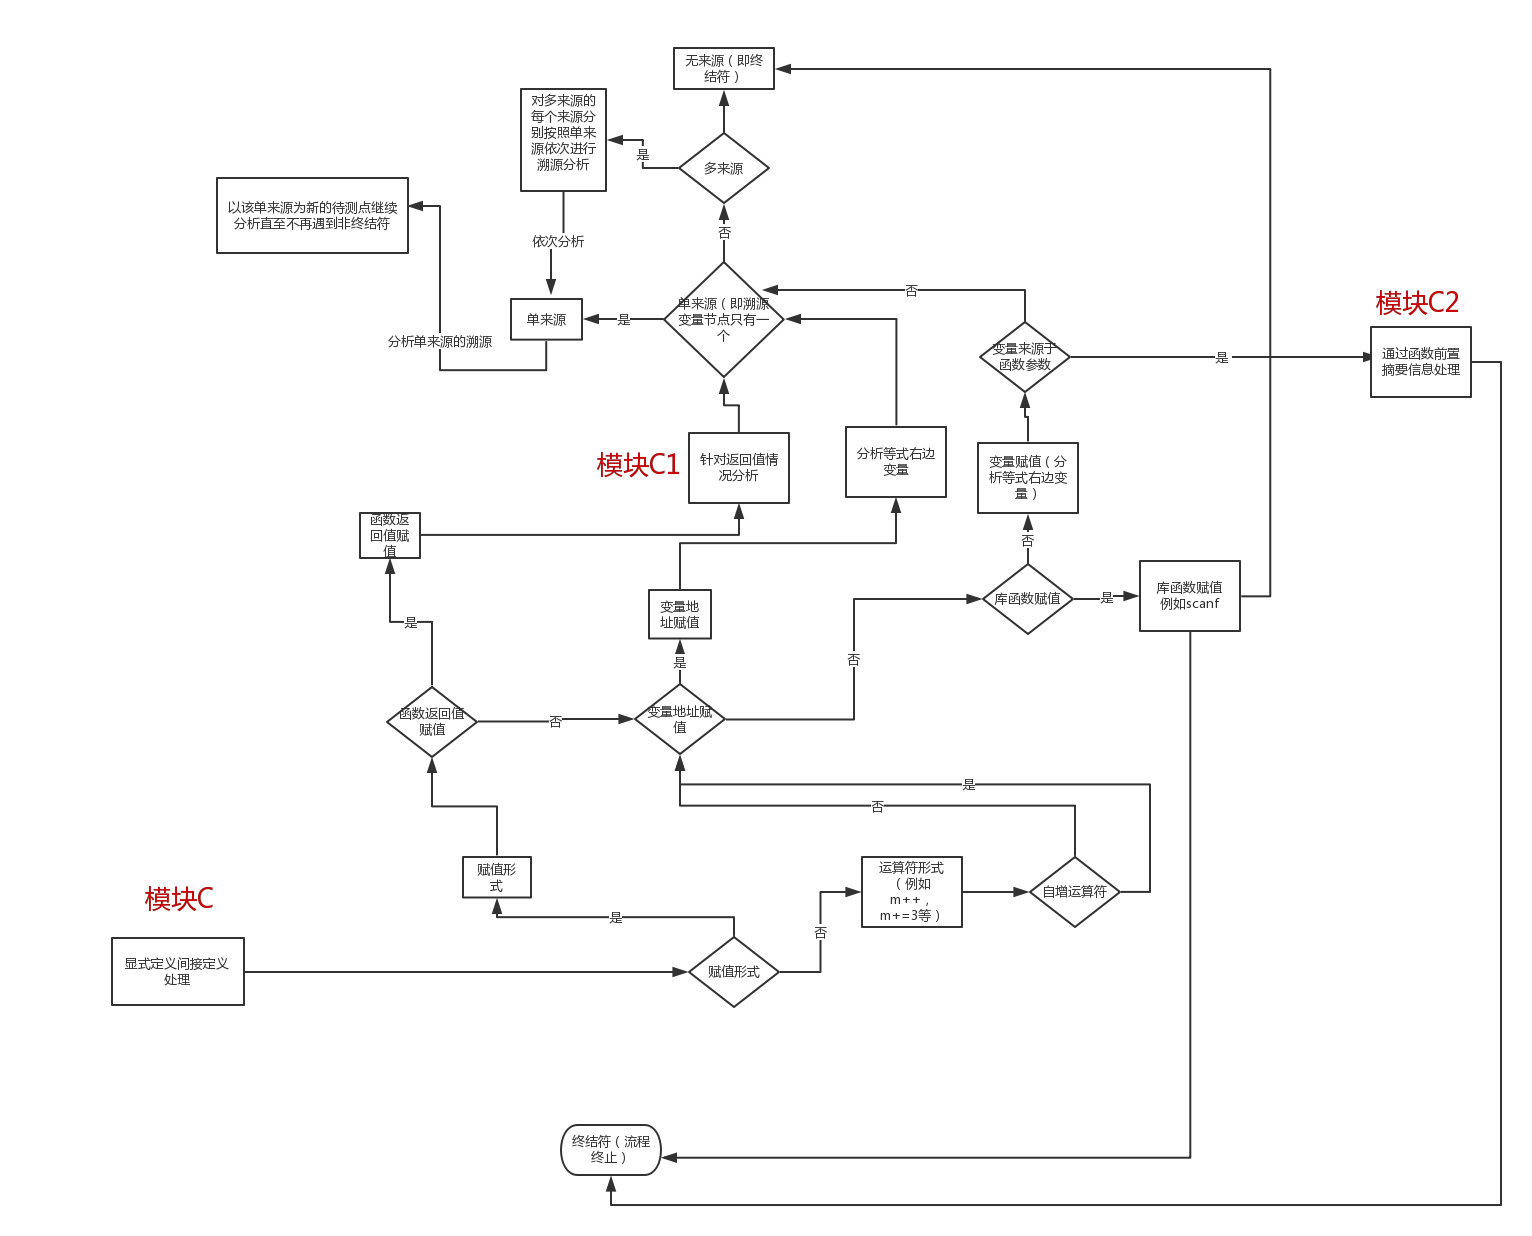 无来源（即终
结符）
对多来源的
每个来源分
别按照单来
源依次进行
溯源分析
是
多来源
以该单来源为新的待测点继续
分析直至不再遇到非终结符
依次分析
否
单来源
是
单来源（即溯源
变量节点只有一
个
否
分析单来源的溯源
变量来源于
函数参数
是
模块C2
通过函数前置
摘要信息处理
模块C1
针对返回值情
况分析
分析等式右边
变量
变量赋值（分
析等式右边变
量）
函数返
回值赋
值
否
变量地
址赋值
库函数赋值
是
库函数赋值
例如scanf
是
是
否
函数返回值
赋值
否
变量地址赋
值
是
否
赋值形
式
运算符形式
（例如
m++，
m+=3等）
自增运算符
模块C
是
否
显式定义间接定义
处理
赋值形式
终结符（流程
终止）